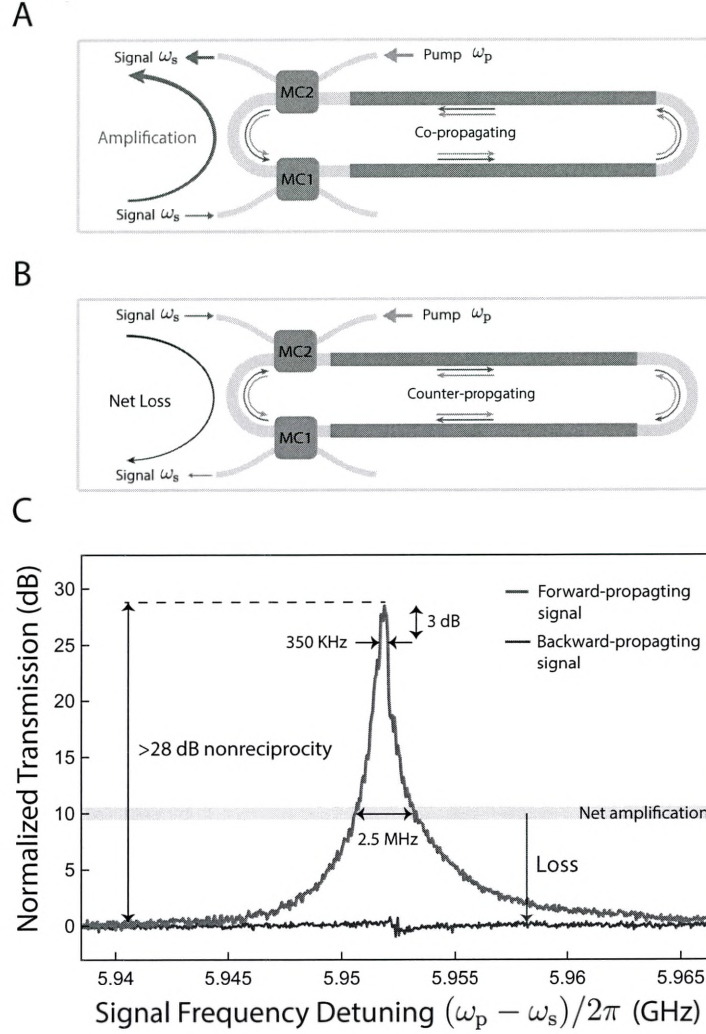 A
Signal ωs
Pump ωp
MC2
Amplification
Co-propagating
MC1
Signal ωs
B
Signal ωs
Pump ωp
MC2
Net Loss
Counter-propgating
MC1
Signal ωs
C
Normalized Transmission (dB)
30
25
20
15
10
5
0
3 dB
350 KHz
>28 dB nonreciprocity
Forward-propagting
signal
Backward-propagting
signal
Net amplification
2.5 MHz
Loss
5.94
5.945
5.95
5.955
5.96
5.965
Signal Frequency Detuning (ωp − ωs)/2π (GHz)